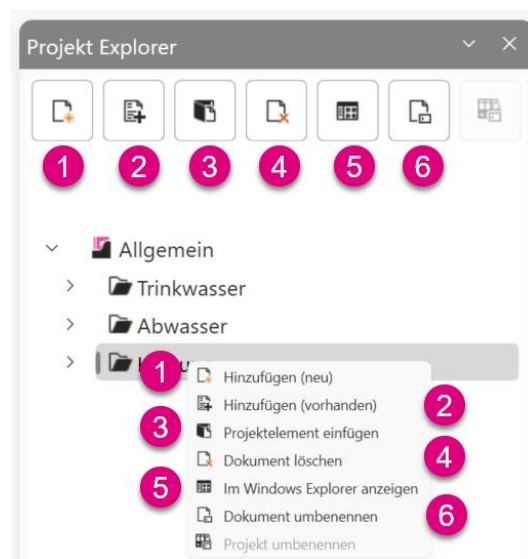 Projekt Explorer
1 2 3 4 5 6
Allgemein
Trinkwasser
Abwasser
1 Hinzufügen (neu)
Hinzufügen (vorhanden) 2
3 Projektelement einfügen
Dokument löschen 4
5 Im Windows Explorer anzeigen
Dokument umbenennen 6
Projekt umbenennen